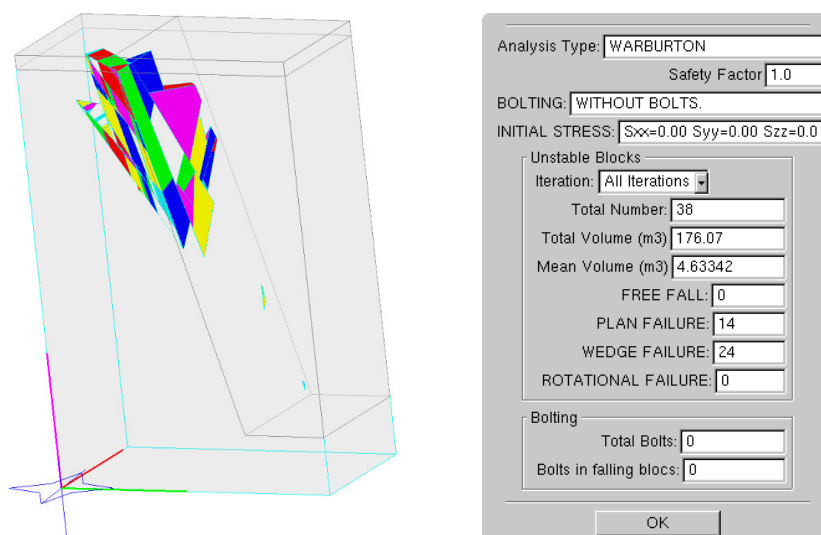 Analysis Type: WARBURTON
Safety Factor 1.0
BOLTING: WITHOUT BOLTS.
INITIAL STRESS: Sxx=0.00 Syy=0.00 Szz=0.0
Unstable Blocks
Iteration: All Iterations
Total Number: 38
Total Volume (m3) 176.07
Mean Volume (m3) 4.63342
FREE FALL: 0
PLAN FAILURE: 14
WEDGE FAILURE: 24
ROTATIONAL FAILURE: 0
Bolting
Total Bolts: 0
Bolts in falling blocs: 0
OK